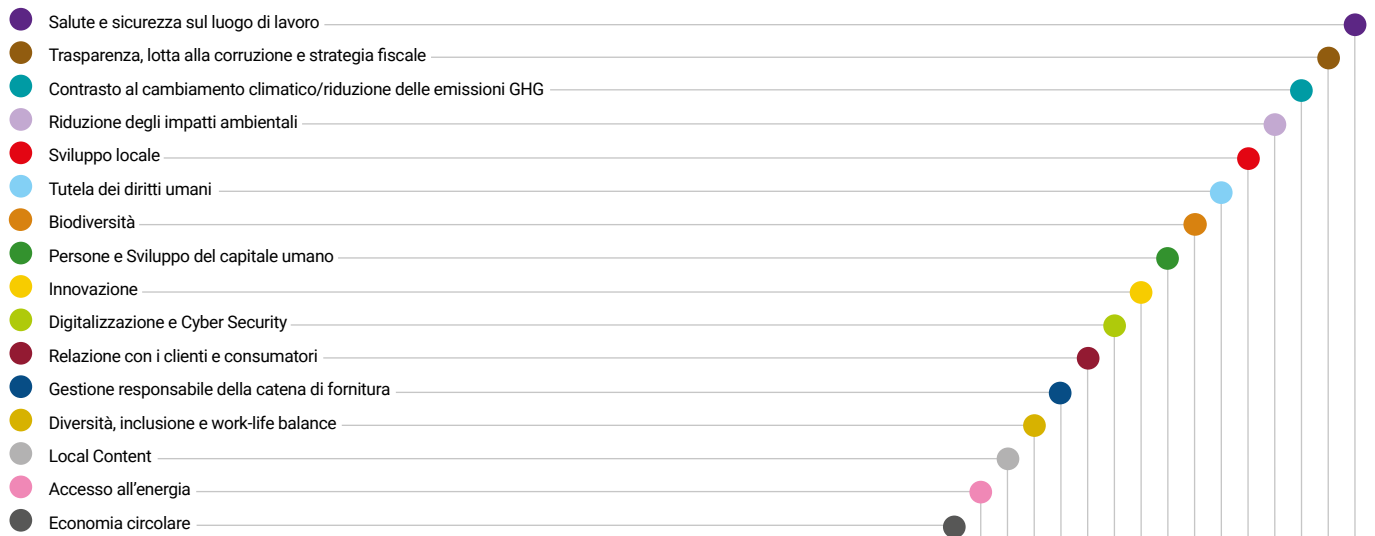 Salute e sicurezza sul luogo di lavoro
Trasparenza, lotta alla corruzione e strategia fiscale
Contrasto al cambiamento climatico/riduzione delle emissioni GHG
Riduzione degli impatti ambientali
Sviluppo locale
Tutela dei diritti umani
Biodiversità
Persone e Sviluppo del capitale umano
Innovazione
Digitalizzazione e Cyber Security
Relazione con i clienti e consumatori
Gestione responsabile della catena di fornitura
Diversità, inclusione e work-life balance
Local Content
Accesso all'energia
Economia circolare